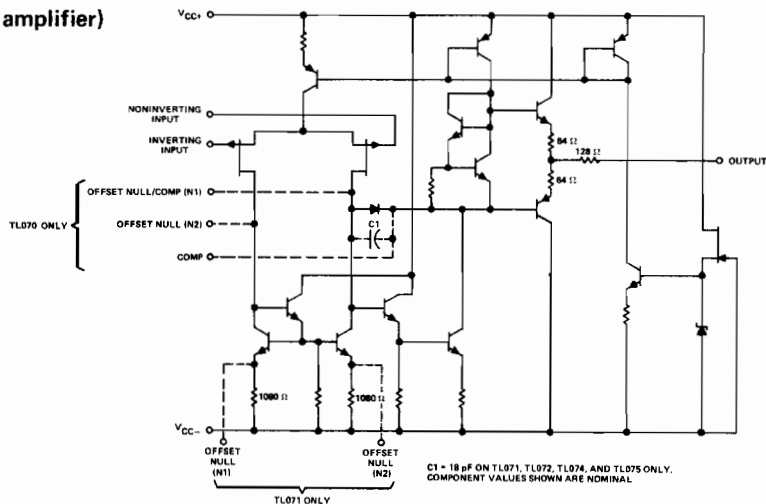 amplifier)
VCC+
NONINVERTING
INPUT
INVERTING
INPUT
64 Ω
128 Ω
64 Ω
OUTPUT
OFFSET NULL/COMP (N1)
TL070 ONLY
OFFSET NULL (N2)
C1
COMP
1080 Ω
1080 Ω
VCC−
OFFSET
NULL
(N1)
OFFSET
NULL
(N2)
TL071 ONLY
C1 = 18 pF ON TL071, TL072, TL074, AND TL075 ONLY.
COMPONENT VALUES SHOWN ARE NOMINAL